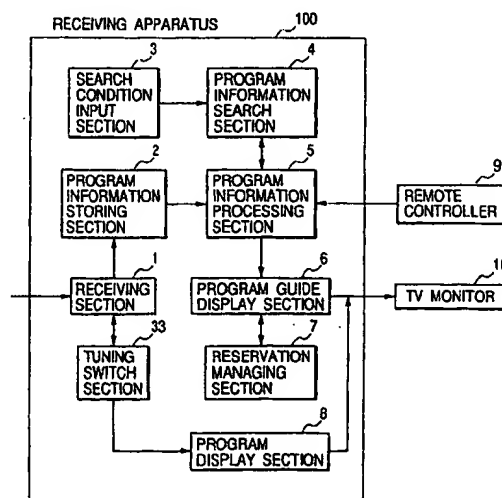 RECEIVING APPARATUS
100
3
4
SEARCH
CONDITION
INPUT
SECTION
PROGRAM
INFORMATION
SEARCH
SECTION
2
5
9
PROGRAM
INFORMATION
STORING
SECTION
PROGRAM
INFORMATION
PROCESSING
SECTION
REMOTE
CONTROLLER
1
6
10
RECEIVING
SECTION
PROGRAM GUIDE
DISPLAY SECTION
TV MONITOR
33
7
TUNING
SWITCH
SECTION
RESERVATION
MANAGING
SECTION
8
PROGRAM
DISPLAY SECTION